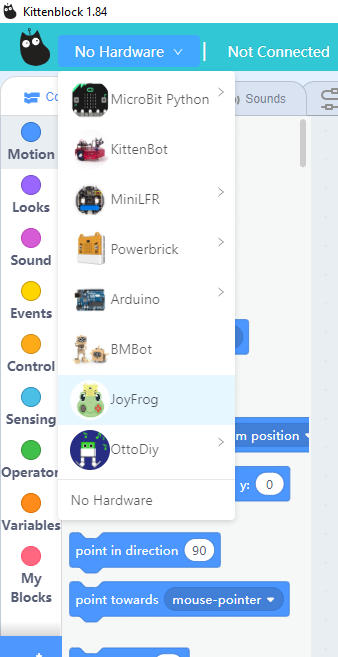 Kittenblock 1.84
No Hardware
Not Connected
Co
Sounds
MicroBit Python
KittenBot
MiniLFR
Powerbrick
Arduino
BMBot
JoyFrog
OttoDiy
No Hardware
Motion
Looks
Sound
Events
Control
Sensing
Operator
Variables
My
Blocks
m position
y: 0
point in direction 90
point towards mouse-pointer